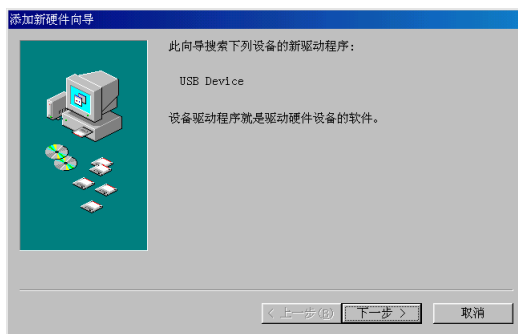 添加新硬件向导
此向导搜索下列设备的新驱动程序：
USB Device
设备驱动程序就是驱动硬件设备的软件。
< 上一步(B)
下一步 >
取消